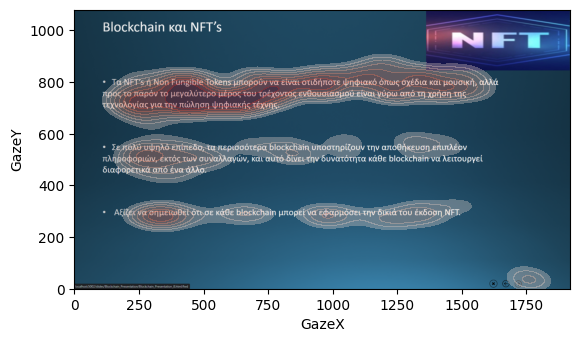 Blockchain και NFT's
NFT
• Τα NFT's ή Non Fungible Tokens μπορούν να είναι οτιδήποτε ψηφιακό όπως σχέδια και μουσική, αλλά
προς το παρόν το μεγαλύτερο μέρος του τρέχοντος ενθουσιασμού είναι γύρω από τη χρήση της
τεχνολογίας για την πώληση ψηφιακής τέχνης.
• Σε πολύ υψηλό επίπεδο, τα περισσότερα blockchain υποστηρίζουν την αποθήκευση επιπλέον
πληροφοριών, εκτός των συναλλαγών, και αυτό δίνει την δυνατότητα κάθε blockchain να λειτουργεί
διαφορετικά από ένα άλλο.
• Αξίζει να σημειωθεί ότι σε κάθε blockchain μπορεί να εφαρμόσει την δικιά του έκδοση NFT.
GazeY
1000
800
600
400
200
0
0 250 500 750 1000 1250 1500 1750
GazeX